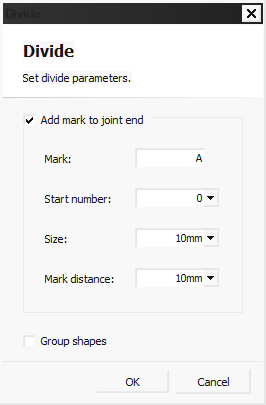 Divide
Divide
Set divide parameters.
Add mark to joint end
Mark: A
Start number: 0
Size: 10mm
Mark distance: 10mm
Group shapes
OK Cancel